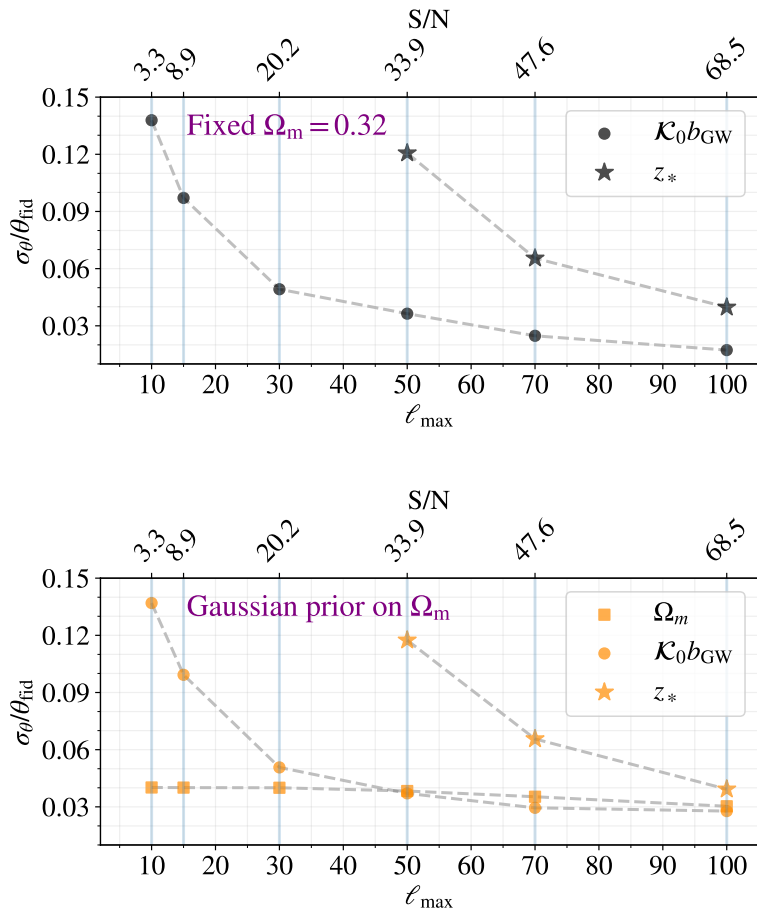 S/N
3.3 8.9 20.2 33.9 47.6 68.5
0.15
0.12
0.09
0.06
0.03
σθ/θfid
Fixed Ωm = 0.32
𝒦0bGW
z*
10 20 30 40 50 60 70 80 90 100
ℓmax
S/N
3.3 8.9 20.2 33.9 47.6 68.5
0.15
0.12
0.09
0.06
0.03
σθ/θfid
Gaussian prior on Ωm
Ωm
𝒦0bGW
z*
10 20 30 40 50 60 70 80 90 100
ℓmax